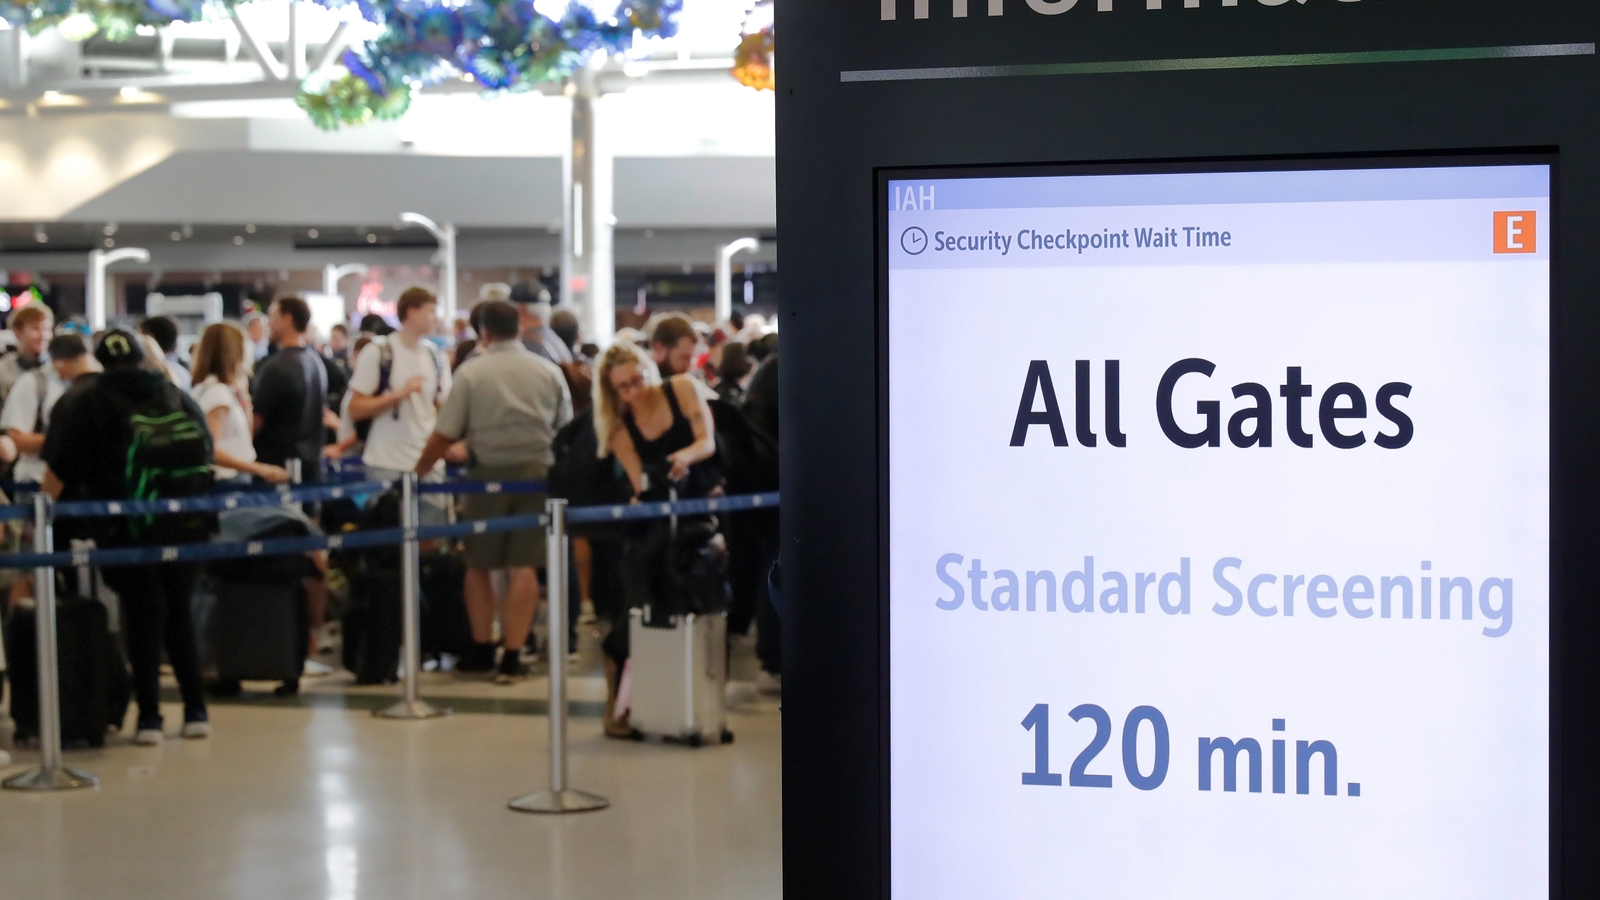 IAH
Security Checkpoint Wait Time
E
All Gates
Standard Screening
120 min.